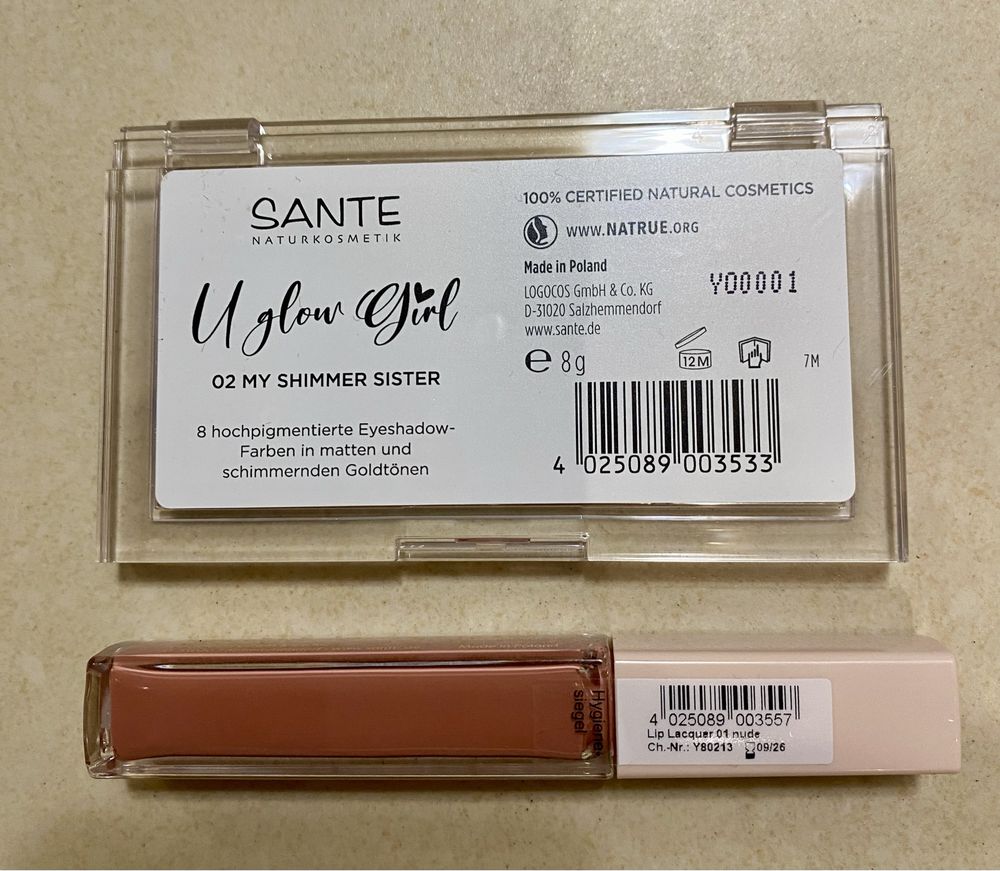 SANTE
NATURKOSMETIK
U glow Girl
02 MY SHIMMER SISTER
8 hochpigmentierte Eyeshadow-
Farben in matten und
schimmernden Goldtönen
100% CERTIFIED NATURAL COSMETICS
WWW.NATRUE.ORG
Made in Poland
LOGOCOS GmbH & Co. KG
D-31020 Salzhemmendorf
www.sante.de
Y00001
e 8g
12M
7M
4 025089 003533
Made in Poland
Hygiene-
siegel
4 025089 003557
Lip Lacquer 01 nude
Ch.-Nr.: Y80213 09/26